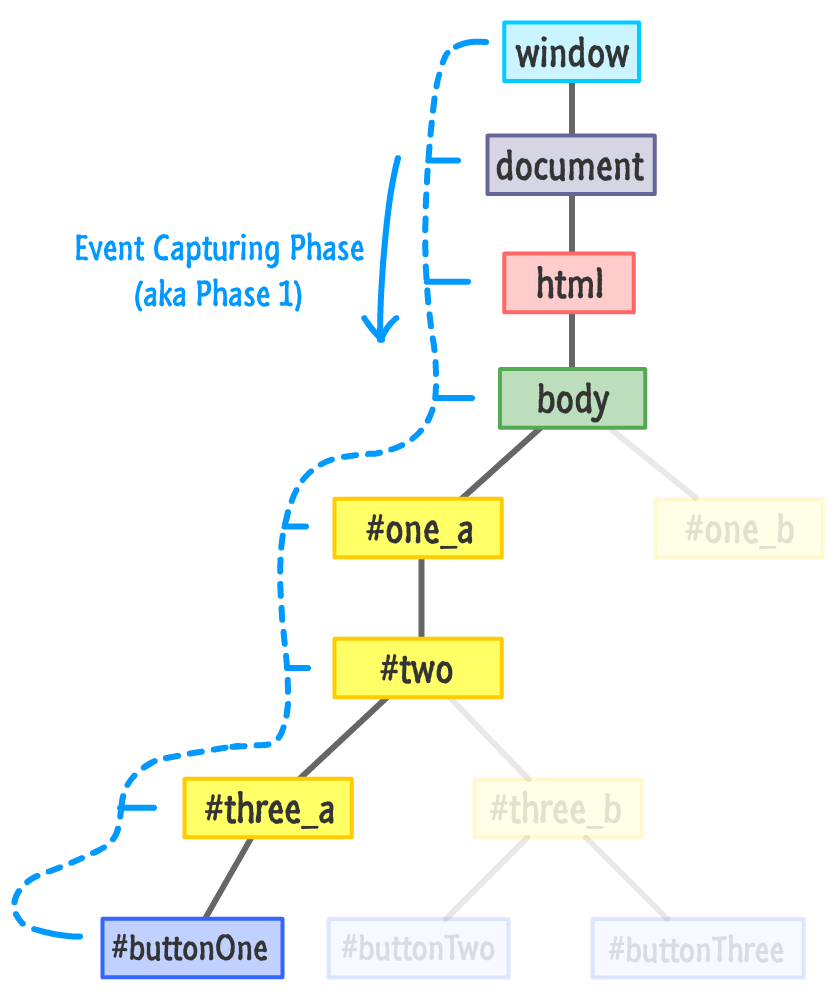 window
document
Event Capturing Phase
(aka Phase 1)
html
body
#one_a
#one_b
#two
#three_a
#three_b
#buttonOne
#buttonTwo
#buttonThree